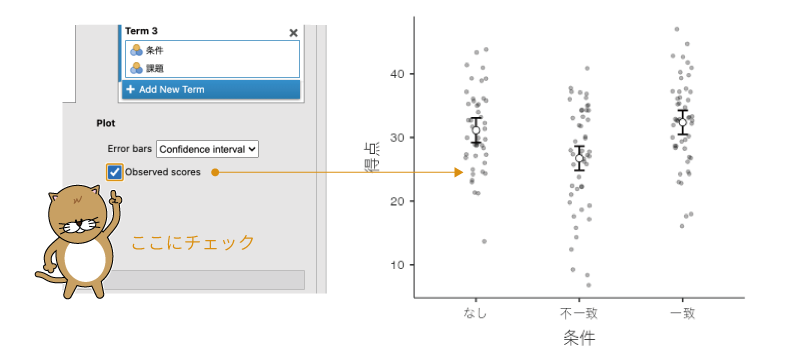 Term 3
条件
課題
+ Add New Term
Plot
Error bars Confidence interval
Observed scores
ここにチェック
得点
40
30
20
10
なし 不一致 一致
条件